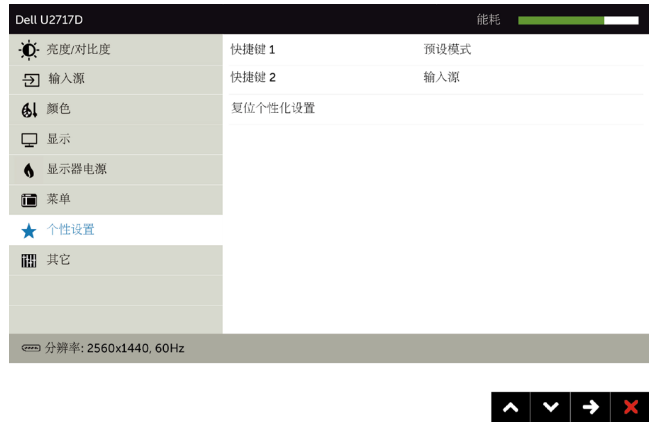 Dell U2717D 能耗
亮度/对比度 快捷键 1 预设模式
输入源 快捷键 2 输入源
颜色 复位个性化设置
显示
显示器电源
菜单
个性设置
其它
分辨率: 2560x1440, 60Hz